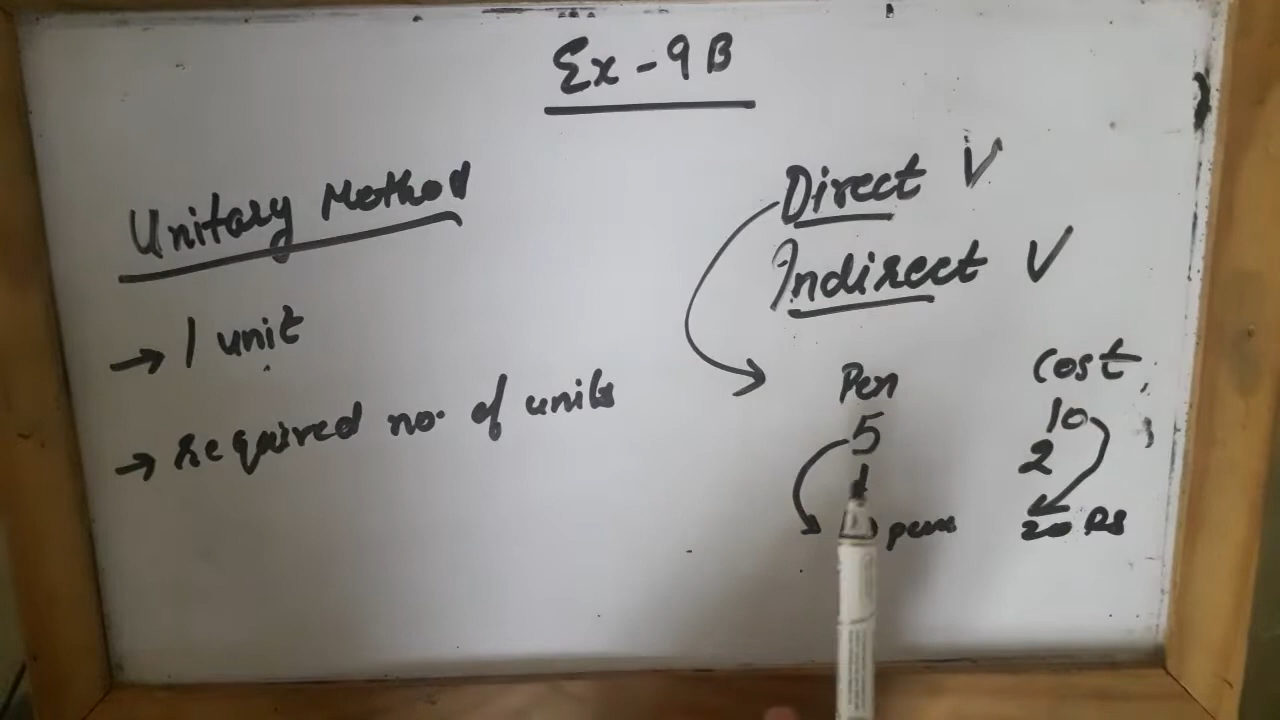 Ex-9B
Unitary Method
→ 1 unit
→ required no. of units
Direct V
Indirect V
Pen Cost
5 10
1 2
pens 20 Rs